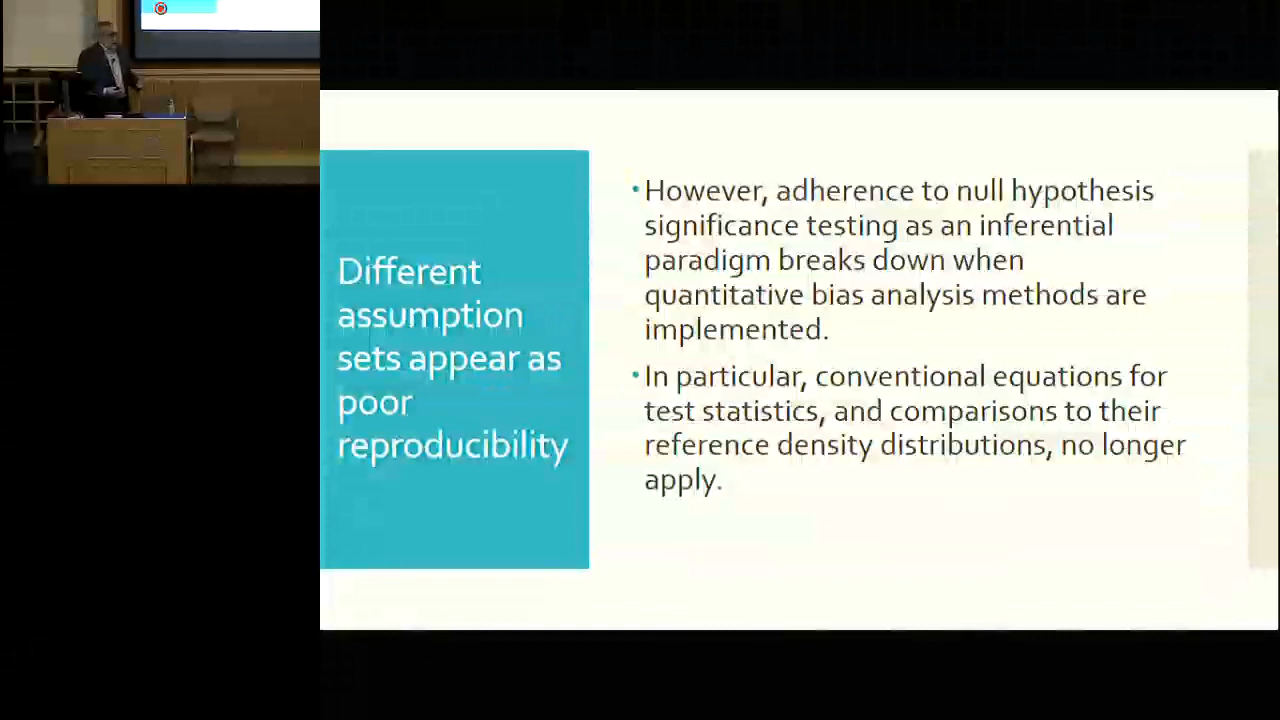 Different
assumption
sets appear as
poor
reproducibility
•However, adherence to null hypothesis
significance testing as an inferential
paradigm breaks down when
quantitative bias analysis methods are
implemented.
•In particular, conventional equations for
test statistics, and comparisons to their
reference density distributions, no longer
apply.